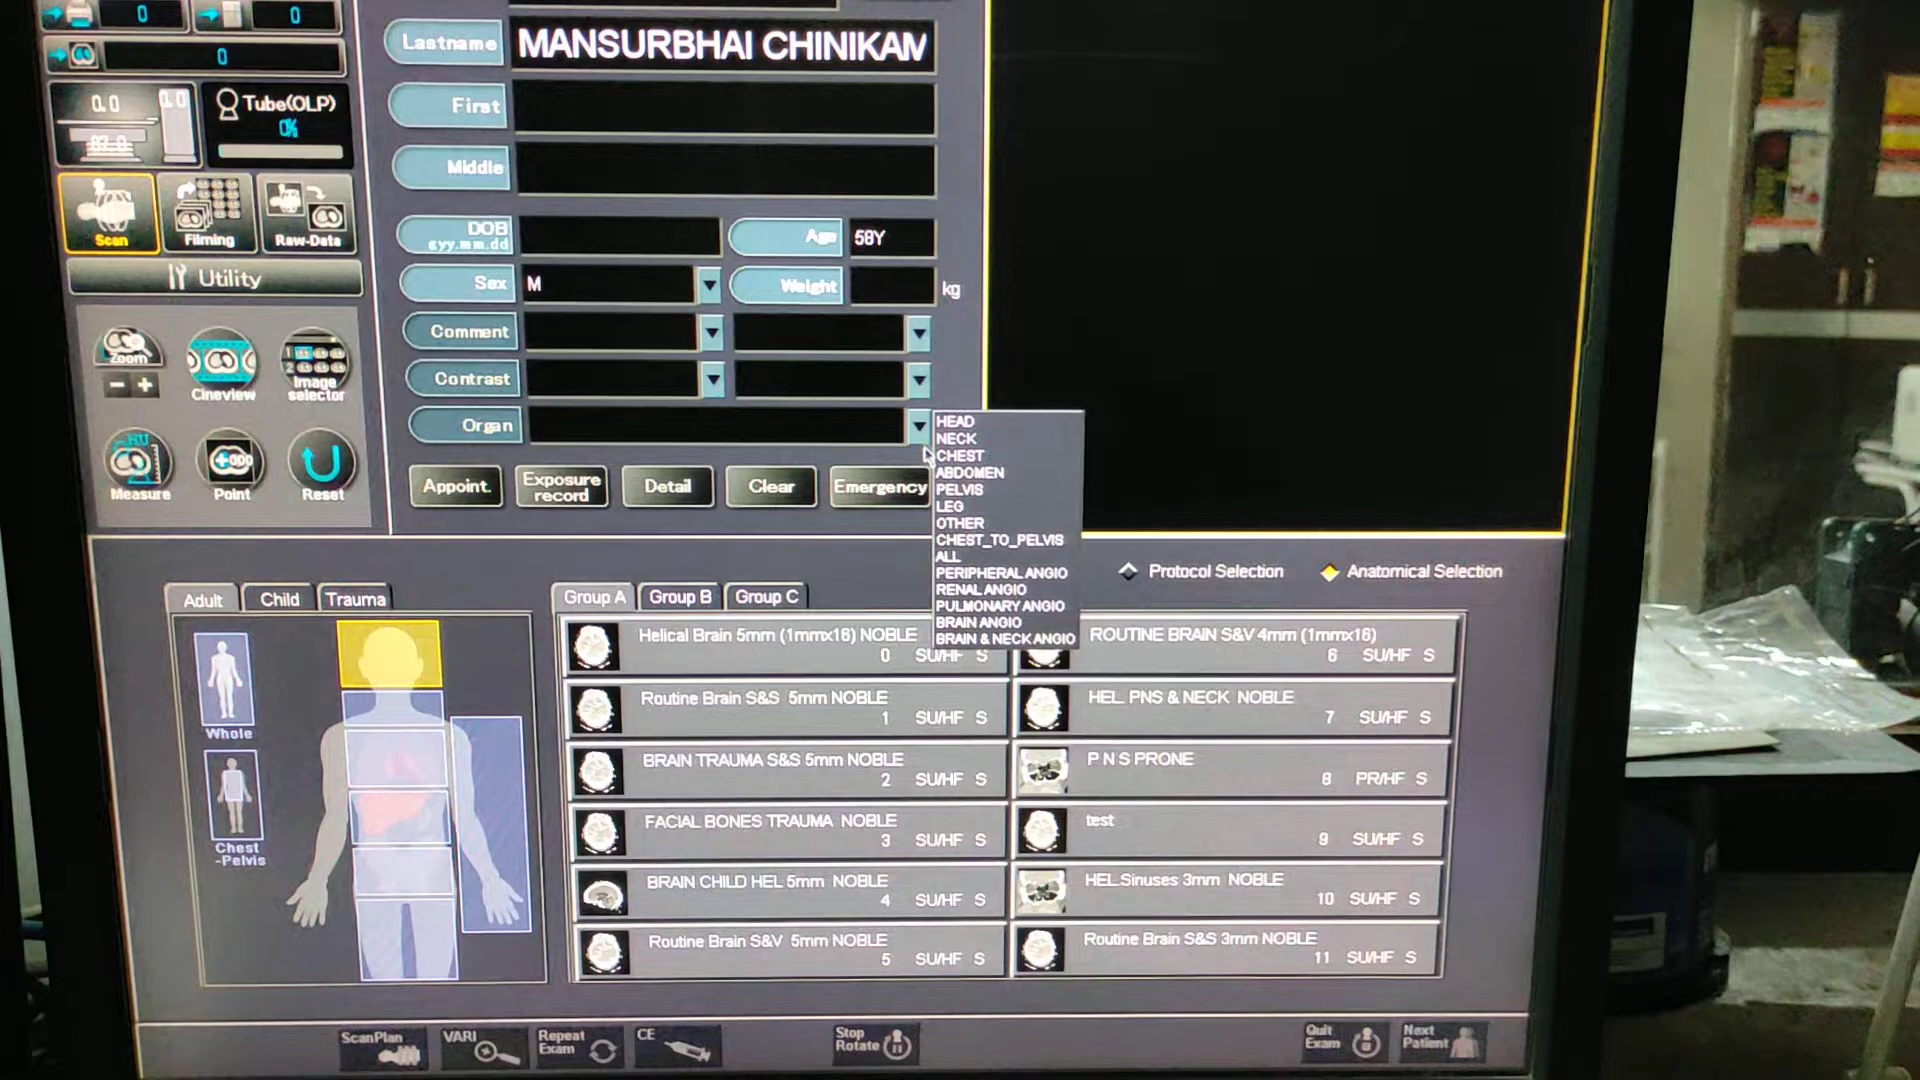 0
0
0
0.0
0.0
Tube(OLP)
0%
Scan
Filming
Raw-Data
Utility
Zoom
Cineview
1
2
Image
selector
HU
Measure
Point
Reset
Lastname
MANSURBHAI CHINIKAM
First
Middle
DOB
gyy.mm.dd
Age
58Y
Sex
M
Weight
kg
Comment
Contrast
Organ
HEAD
NECK
CHEST
ABDOMEN
PELVIS
LEG
OTHER
CHEST_TO_PELVIS
ALL
PERIPHERAL ANGIO
RENAL ANGIO
PULMONARY ANGIO
BRAIN ANGIO
BRAIN & NECK ANGIO
Appoint.
Exposure
record
Detail
Clear
Emergency
Protocol Selection
Anatomical Selection
Adult
Child
Trauma
Whole
Chest
-Pelvis
Group A
Group B
Group C
Helical Brain 5mm (1mmx16) NOBLE
0 SU/HF S
ROUTINE BRAIN S&V 4mm (1mmx16)
6 SU/HF S
Routine Brain S&S 5mm NOBLE
1 SU/HF S
HEL. PNS & NECK NOBLE
7 SU/HF S
BRAIN TRAUMA S&S 5mm NOBLE
2 SU/HF S
P N S PRONE
8 PR/HF S
FACIAL BONES TRAUMA NOBLE
3 SU/HF S
test
9 SU/HF S
BRAIN CHILD HEL 5mm NOBLE
4 SU/HF S
HEL.Sinuses 3mm NOBLE
10 SU/HF S
Routine Brain S&V 5mm NOBLE
5 SU/HF S
Routine Brain S&S 3mm NOBLE
11 SU/HF S
ScanPlan
VARI
Repeat
Exam
CE
Stop
Rotate
Quit
Exam
Next
Patient